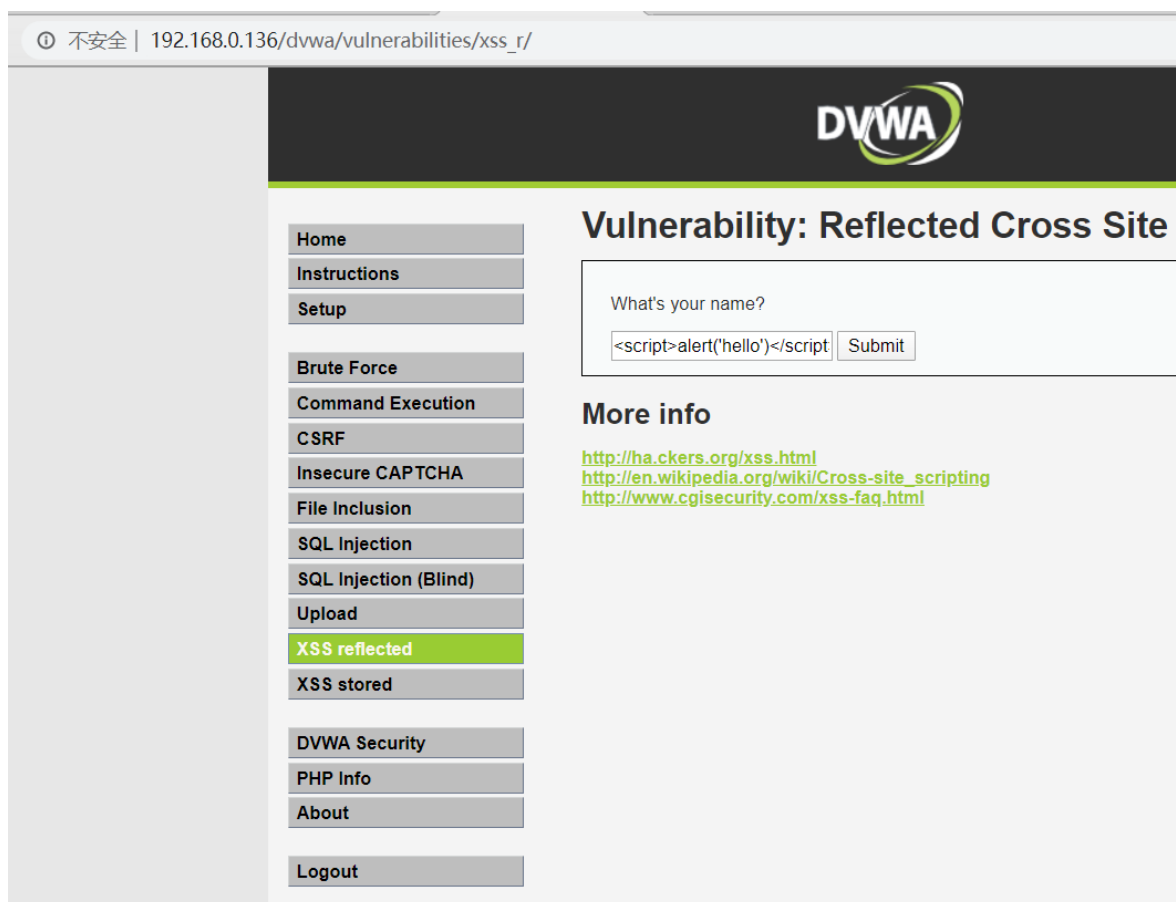 不安全 | 192.168.0.136/dvwa/vulnerabilities/xss_r/
DVWA
Home
Instructions
Setup
Brute Force
Command Execution
CSRF
Insecure CAPTCHA
File Inclusion
SQL Injection
SQL Injection (Blind)
Upload
XSS reflected
XSS stored
DVWA Security
PHP Info
About
Logout
Vulnerability: Reflected Cross Site
What's your name?
<script>alert('hello')</script Submit
More info
http://ha.ckers.org/xss.html
http://en.wikipedia.org/wiki/Cross-site_scripting
http://www.cgisecurity.com/xss-faq.html